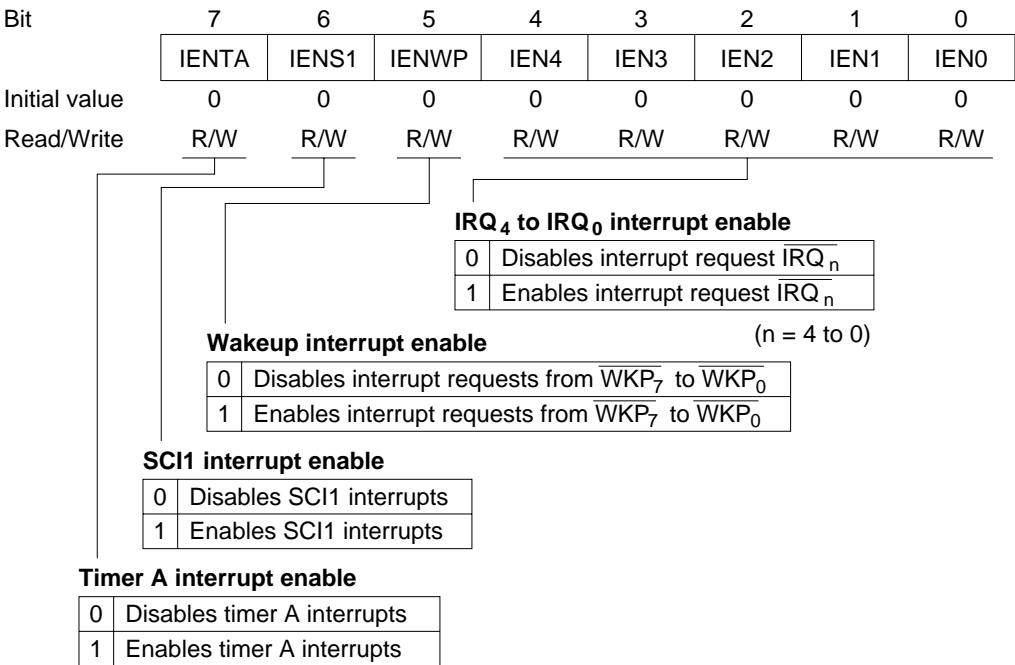 Bit 7 6 5 4 3 2 1 0
IENTA IENS1 IENWP IEN4 IEN3 IEN2 IEN1 IEN0
Initial value 0 0 0 0 0 0 0 0
Read/Write R/W R/W R/W R/W R/W R/W R/W R/W
IRQ4 to IRQ0 interrupt enable
0 Disables interrupt request IRQn
1 Enables interrupt request IRQn
(n = 4 to 0)
Wakeup interrupt enable
0 Disables interrupt requests from WKP7 to WKP0
1 Enables interrupt requests from WKP7 to WKP0
SCI1 interrupt enable
0 Disables SCI1 interrupts
1 Enables SCI1 interrupts
Timer A interrupt enable
0 Disables timer A interrupts
1 Enables timer A interrupts